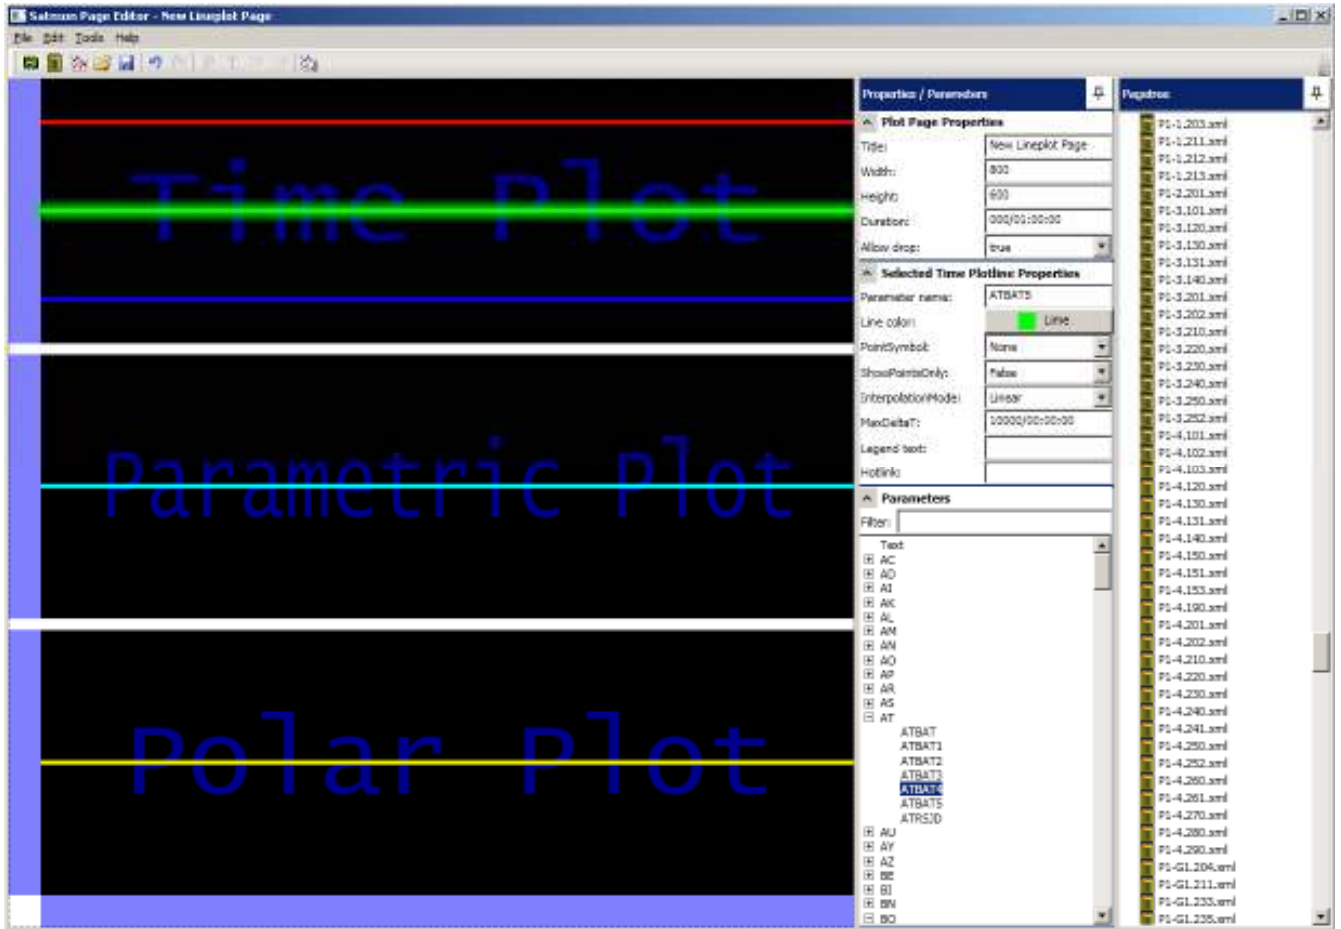 Satmon Page Editor - New Lineplot Page
File Edit Tools Help
Time Plot
Parametric Plot
Polar Plot
Properties / Parameters
Plot Page Properties
Title: New Lineplot Page
Width: 800
Height: 600
Duration: 000/01:00:00
Allow drop: true
Selected Time Plotline Properties
Parameter name: ATBAT5
Line color: Lime
PointSymbol: None
ShowPointsOnly: False
InterpolationMode: Linear
MaxDeltaT: 10000/00:00:00
Legend text:
Hotlink:
Parameters
Filter:
Text
AC
AD
AI
AK
AL
AM
AN
AO
AP
AR
AS
AT
ATBAT
ATBAT1
ATBAT2
ATBAT3
ATBAT4
ATBAT5
ATRSJD
AU
AY
AZ
BE
BI
BN
BO
Pagetree
P1-1.203.xml
P1-1.211.xml
P1-1.212.xml
P1-1.213.xml
P1-2.201.xml
P1-3.101.xml
P1-3.120.xml
P1-3.130.xml
P1-3.131.xml
P1-3.140.xml
P1-3.201.xml
P1-3.202.xml
P1-3.210.xml
P1-3.220.xml
P1-3.230.xml
P1-3.240.xml
P1-3.250.xml
P1-3.252.xml
P1-4.101.xml
P1-4.102.xml
P1-4.103.xml
P1-4.120.xml
P1-4.130.xml
P1-4.131.xml
P1-4.140.xml
P1-4.150.xml
P1-4.151.xml
P1-4.153.xml
P1-4.190.xml
P1-4.201.xml
P1-4.202.xml
P1-4.210.xml
P1-4.220.xml
P1-4.230.xml
P1-4.240.xml
P1-4.241.xml
P1-4.250.xml
P1-4.252.xml
P1-4.260.xml
P1-4.261.xml
P1-4.270.xml
P1-4.280.xml
P1-4.290.xml
P1-G1.204.xml
P1-G1.211.xml
P1-G1.233.xml
P1-G1.235.xml